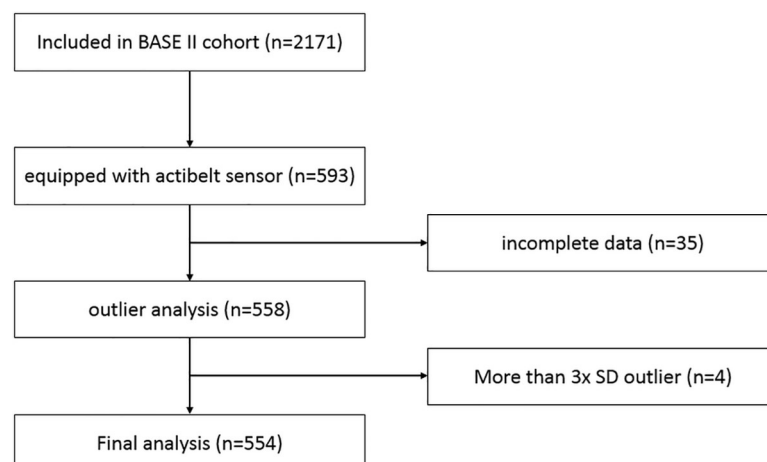 Included in BASE II cohort (n=2171)
equipped with actibelt sensor (n=593)
incomplete data (n=35)
outlier analysis (n=558)
More than 3x SD outlier (n=4)
Final analysis (n=554)